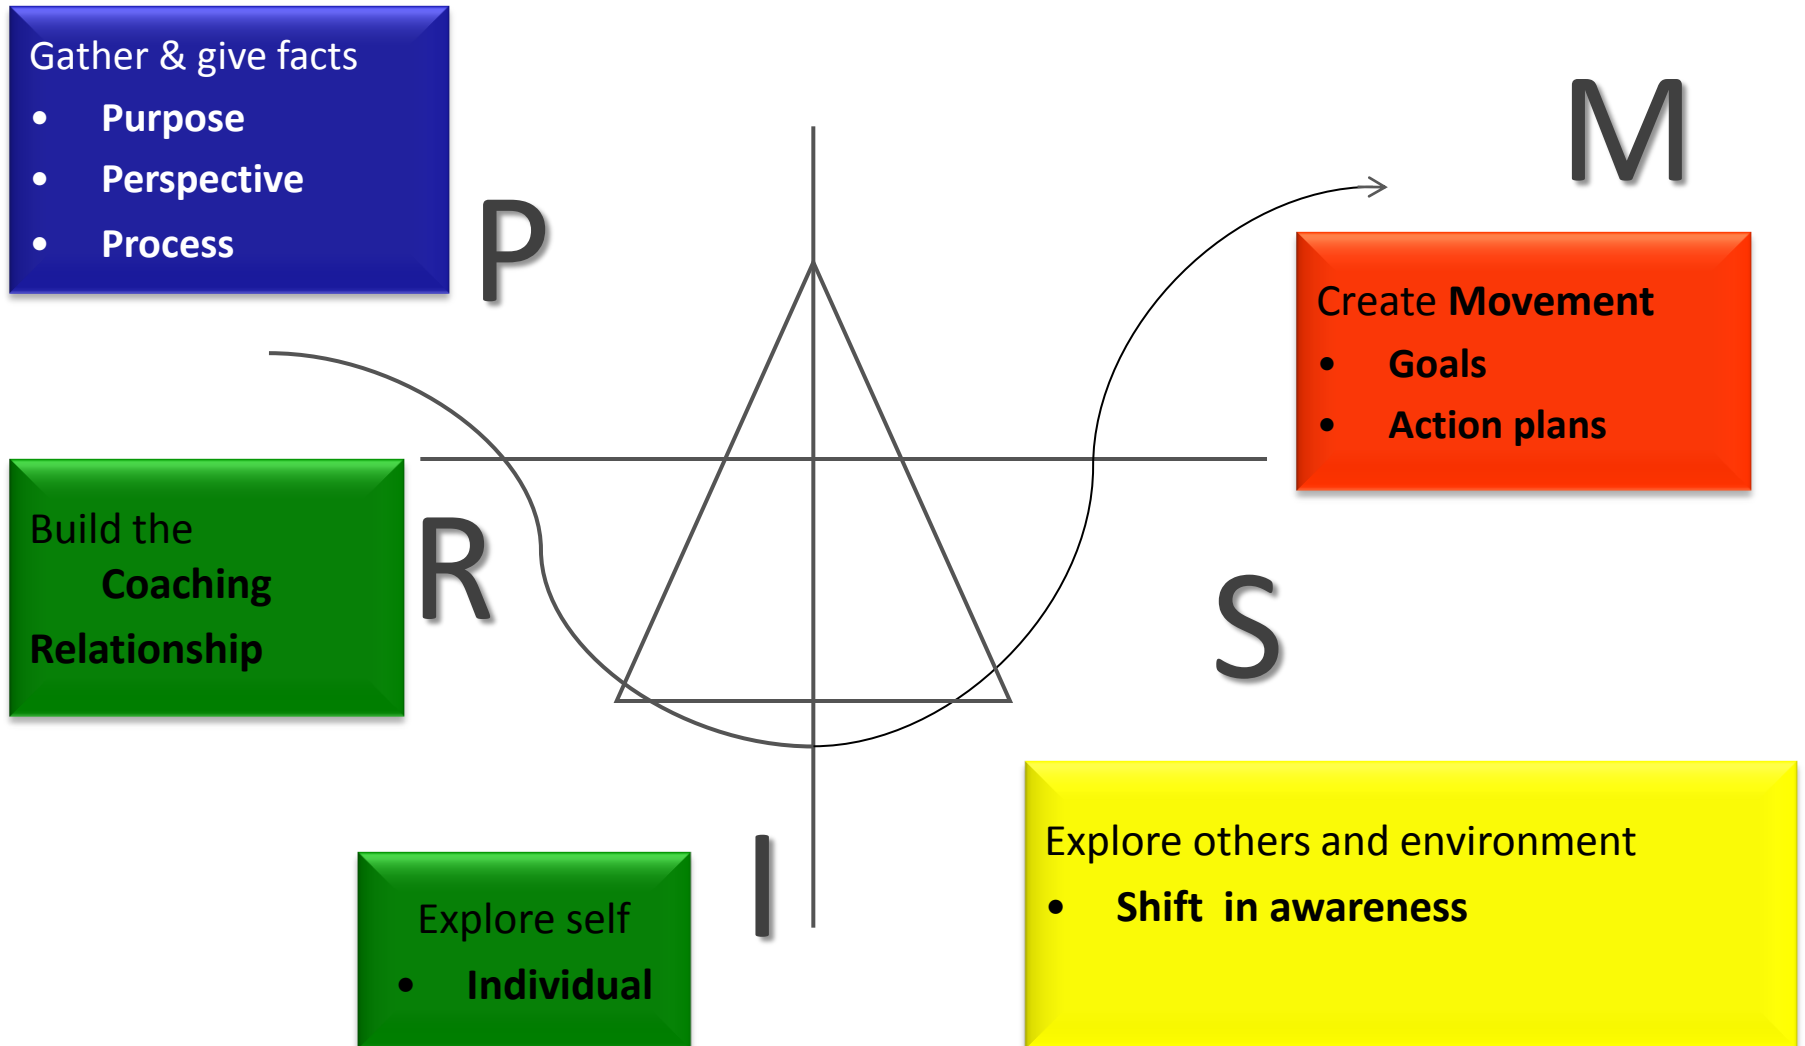 Gather & give facts
• Purpose
• Perspective
• Process
P
M
Create Movement
• Goals
• Action plans
Build the
Coaching
Relationship
R
S
I
Explore self
• Individual
Explore others and environment
• Shift in awareness